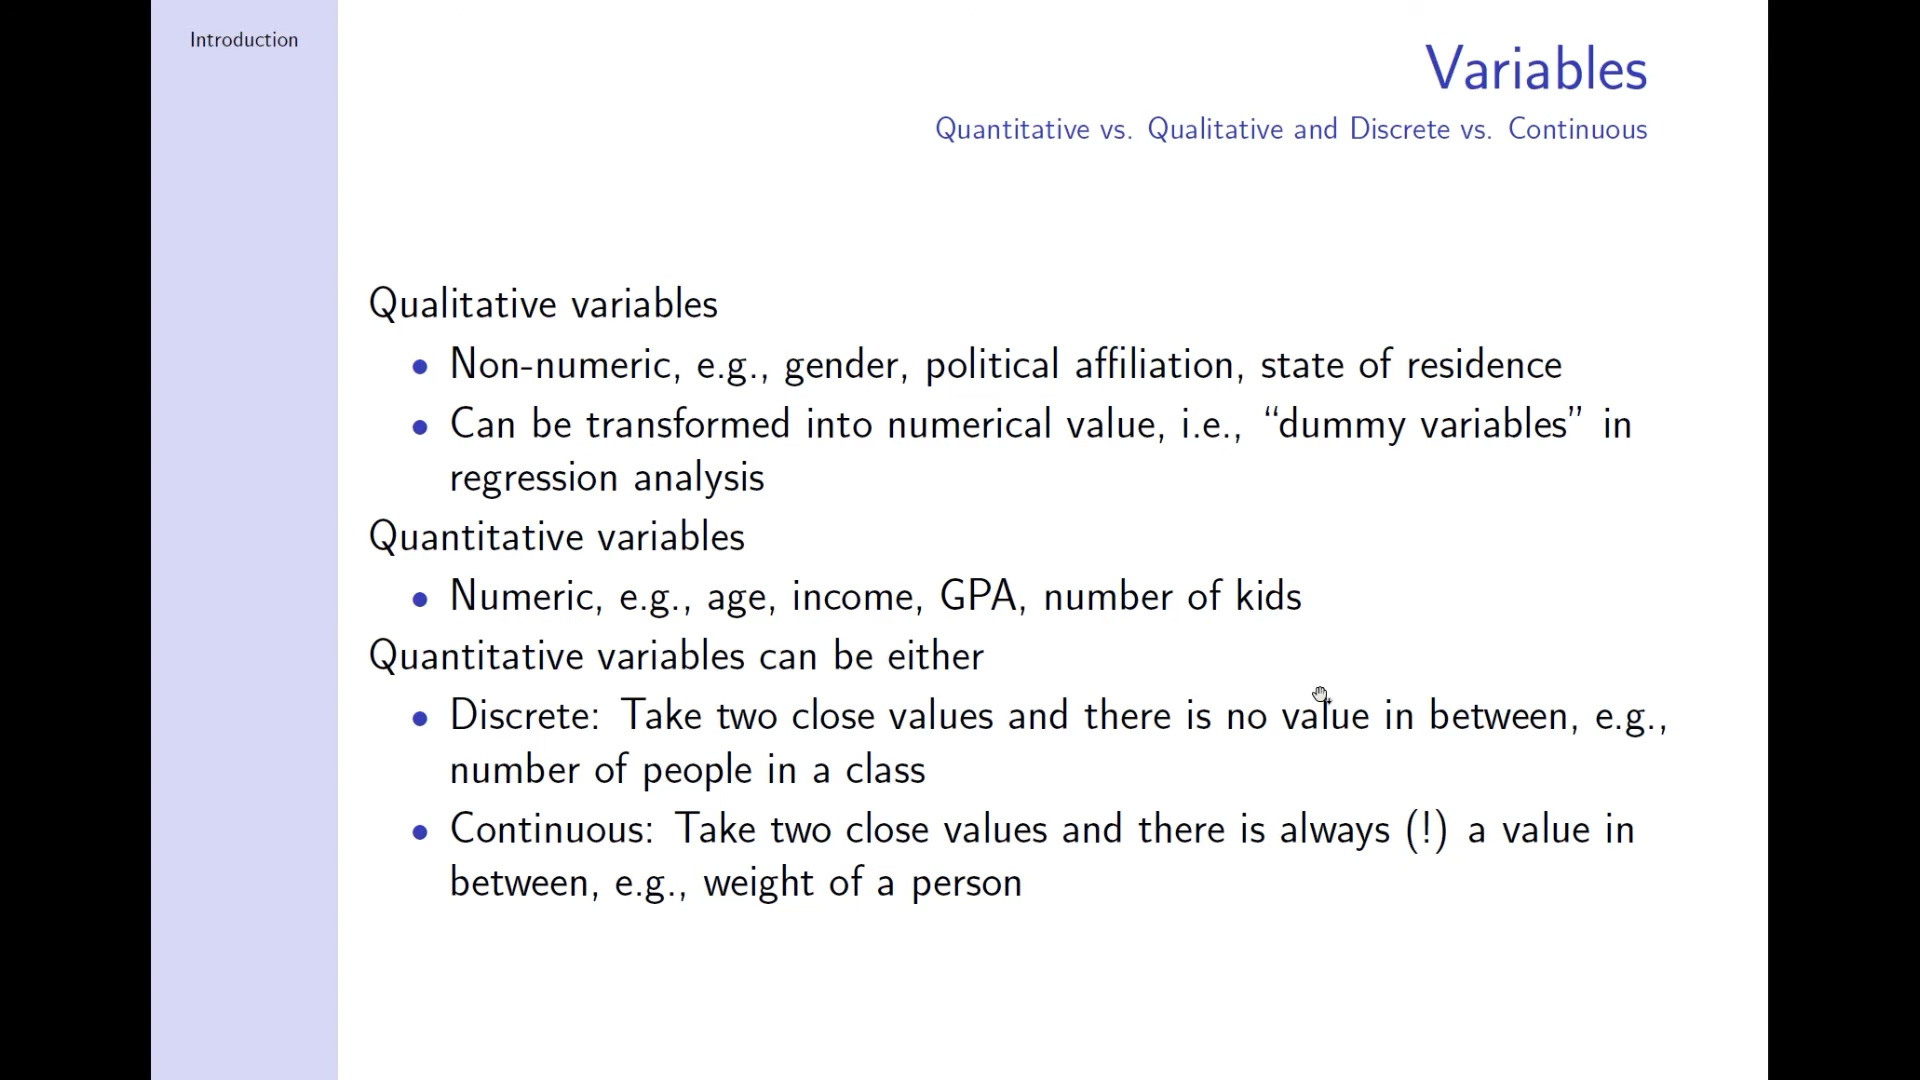 Introduction
Variables
Quantitative vs. Qualitative and Discrete vs. Continuous
Qualitative variables
• Non-numeric, e.g., gender, political affiliation, state of residence
• Can be transformed into numerical value, i.e., “dummy variables” in
regression analysis
Quantitative variables
• Numeric, e.g., age, income, GPA, number of kids
Quantitative variables can be either
• Discrete: Take two close values and there is no value in between, e.g.,
number of people in a class
• Continuous: Take two close values and there is always (!) a value in
between, e.g., weight of a person